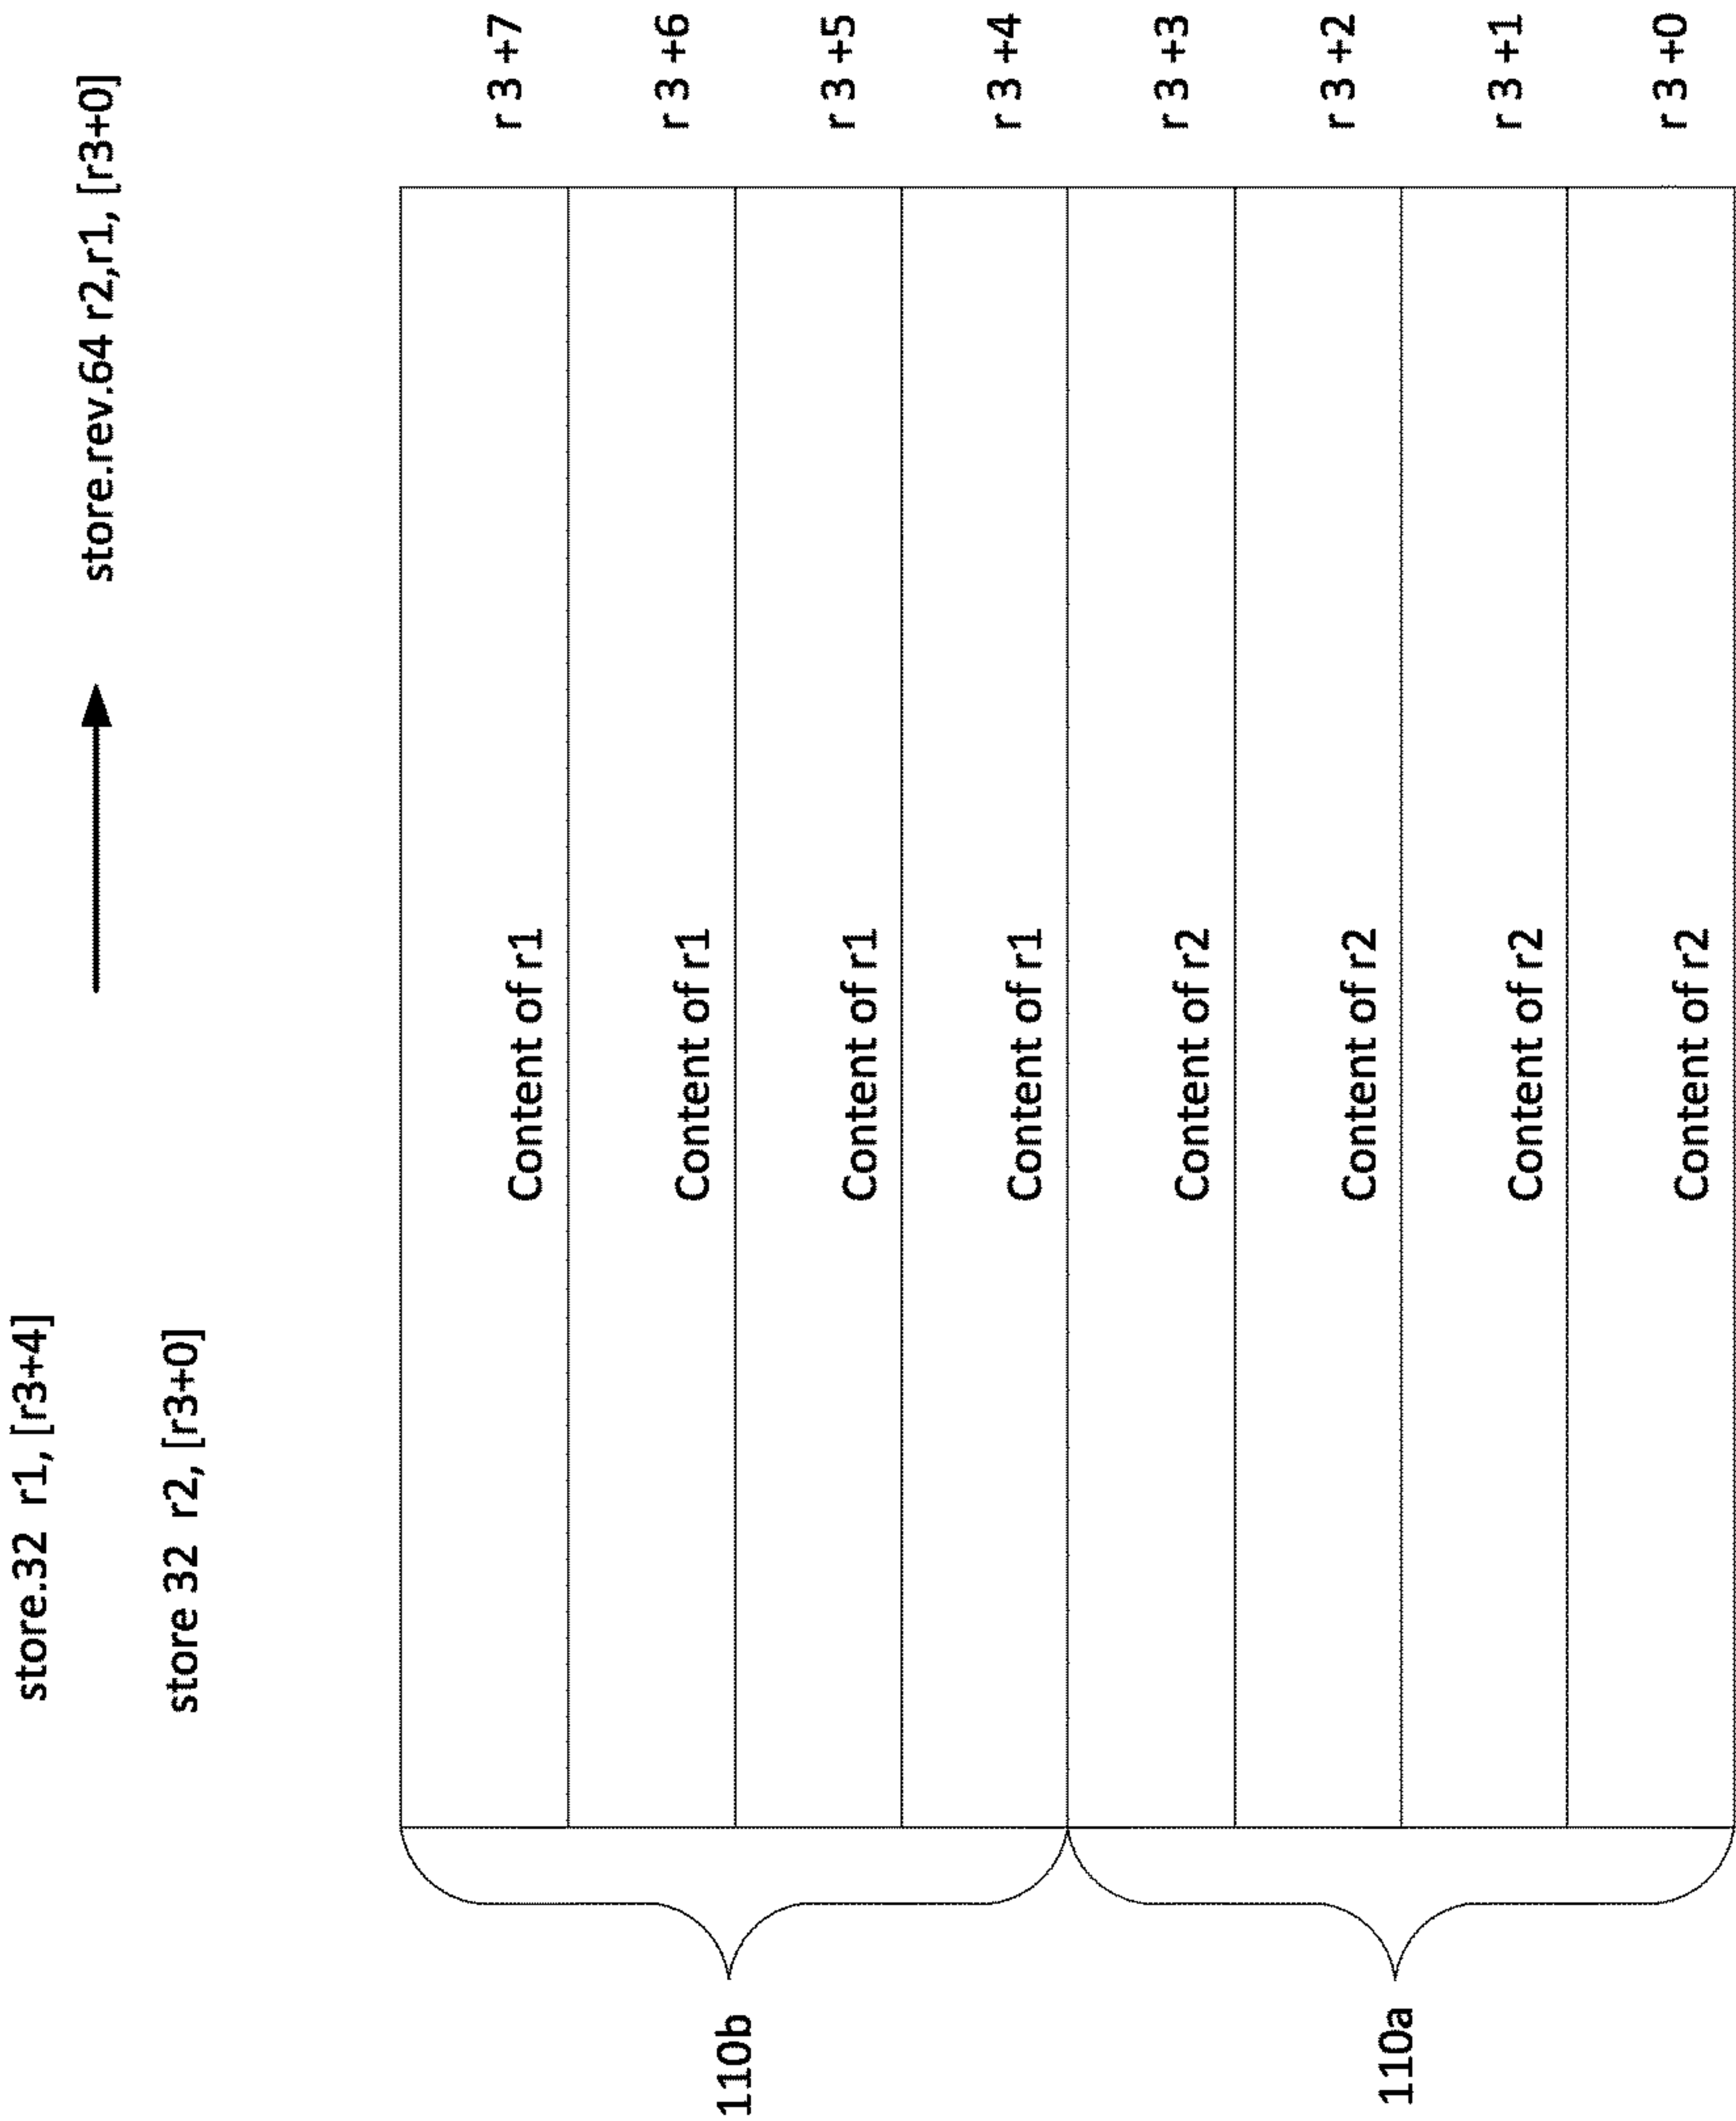 store.32 r1, [r3+4]
store 32 r2, [r3+0]
store.rev.64 r2,r1, [r3+0]
110b
Content of r1
r 3 +7
Content of r1
r 3 +6
Content of r1
r 3 +5
Content of r1
r 3 +4
110a
Content of r2
r 3 +3
Content of r2
r 3 +2
Content of r2
r 3 +1
Content of r2
r 3 +0